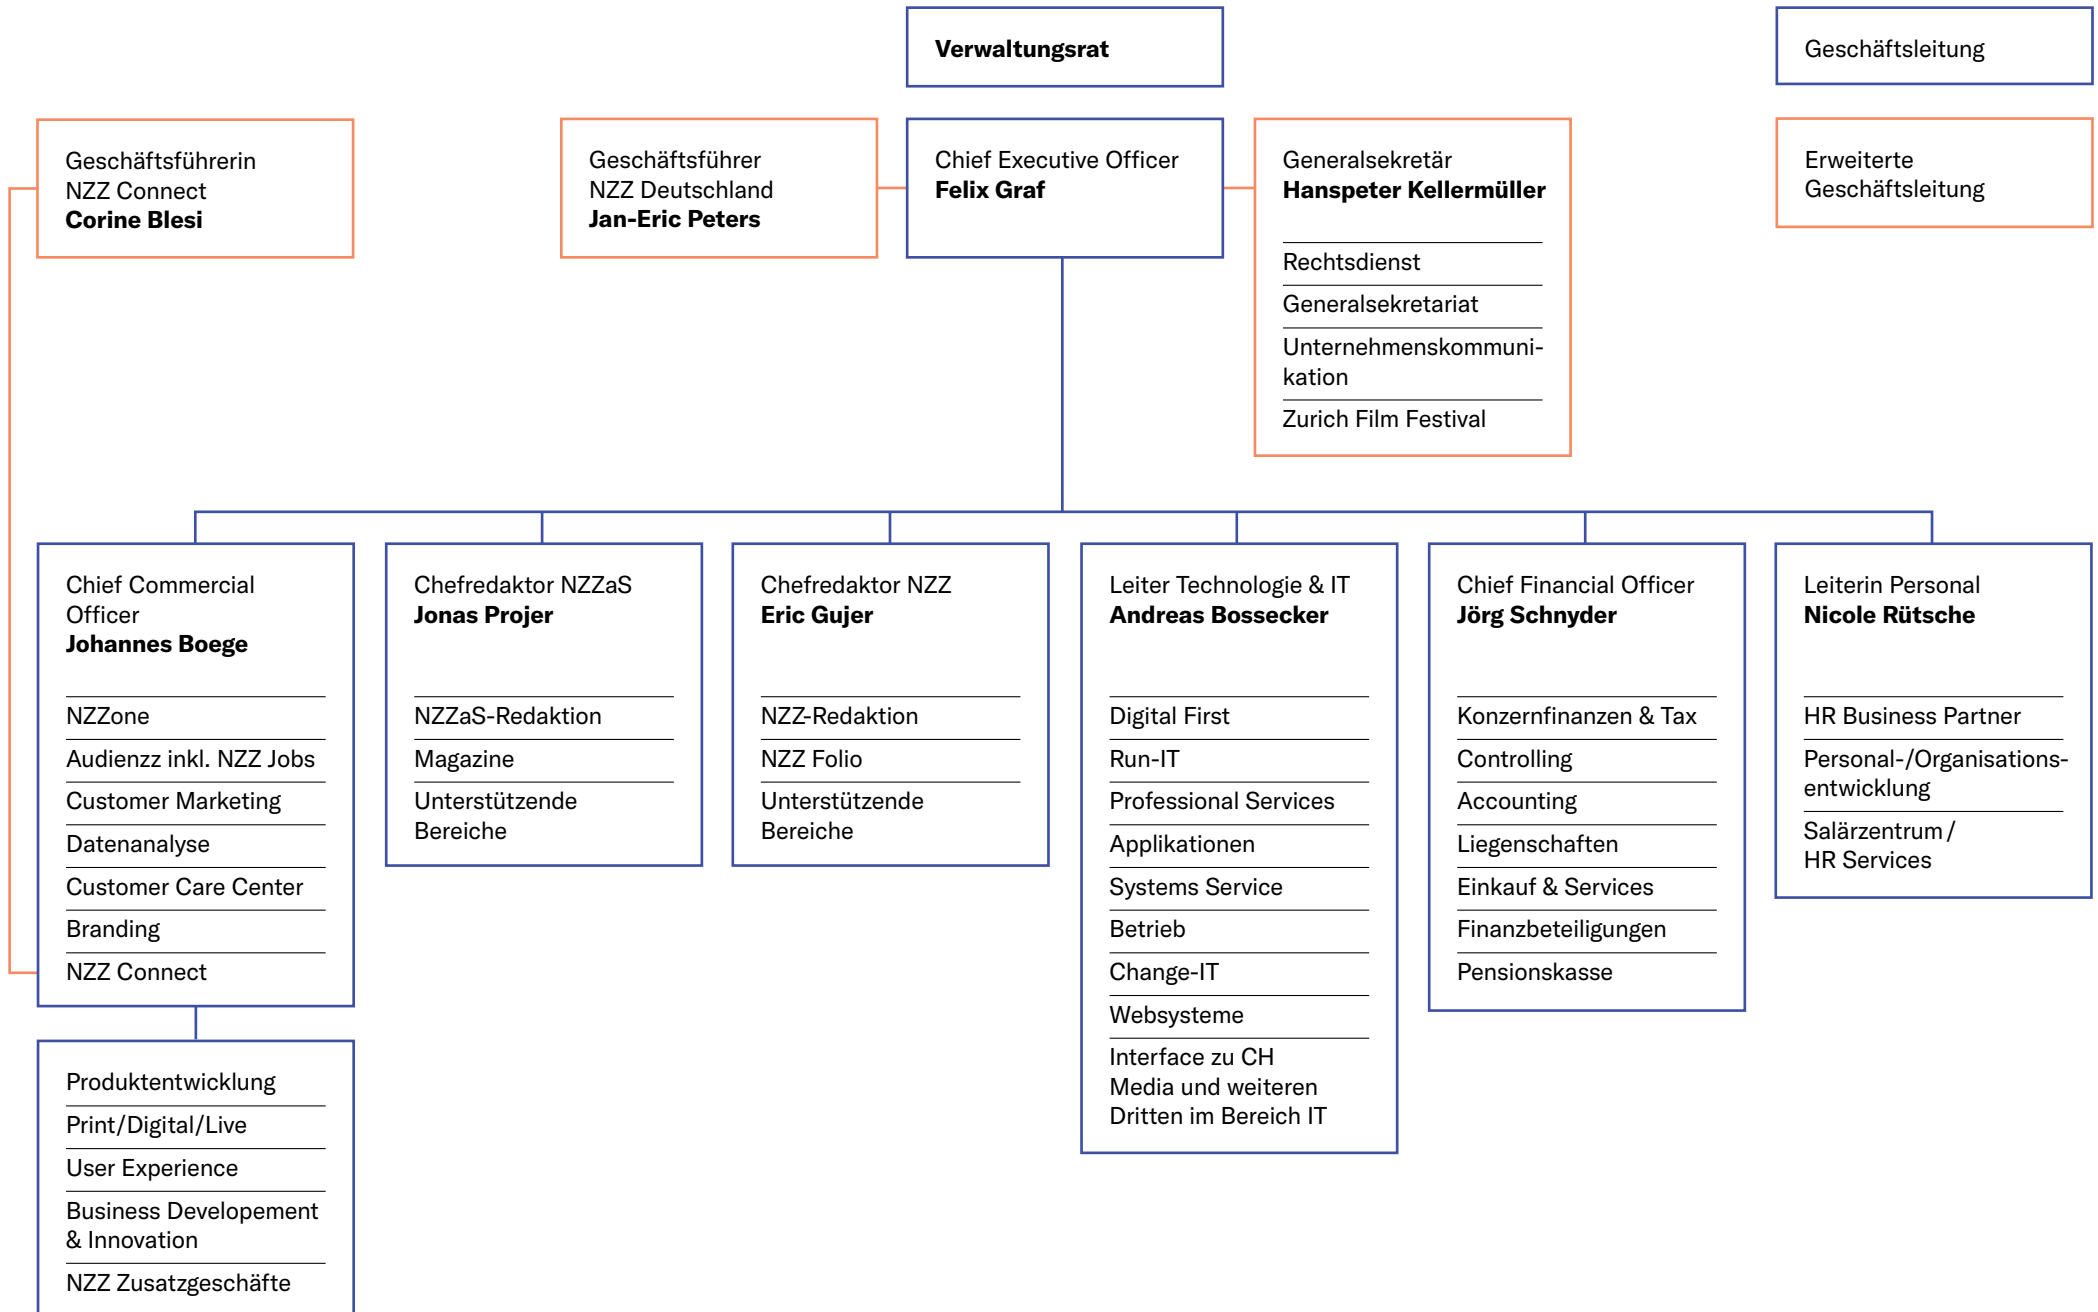 Verwaltungsrat
Geschäftsleitung
Geschäftsführerin
NZZ Connect
Corine Blesi
Geschäftsführer
NZZ Deutschland
Jan-Eric Peters
Chief Executive Officer
Felix Graf
Generalsekretär
Hanspeter Kellermüller
Rechtsdienst
Generalsekretariat
Unternehmenskommuni-
kation
Zurich Film Festival
Erweiterte
Geschäftsleitung
Chief Commercial
Officer
Johannes Boege
NZZone
Audienzz inkl. NZZ Jobs
Customer Marketing
Datenanalyse
Customer Care Center
Branding
NZZ Connect
Produktentwicklung
Print/Digital/Live
User Experience
Business Developement
& Innovation
NZZ Zusatzgeschäfte
Chefredaktor NZZaS
Jonas Projer
NZZaS-Redaktion
Magazine
Unterstützende
Bereiche
Chefredaktor NZZ
Eric Gujer
NZZ-Redaktion
NZZ Folio
Unterstützende
Bereiche
Leiter Technologie & IT
Andreas Bossecker
Digital First
Run-IT
Professional Services
Applikationen
Systems Service
Betrieb
Change-IT
Websysteme
Interface zu CH
Media und weiteren
Dritten im Bereich IT
Chief Financial Officer
Jörg Schnyder
Konzernfinanzen & Tax
Controlling
Accounting
Liegenschaften
Einkauf & Services
Finanzbeteiligungen
Pensionskasse
Leiterin Personal
Nicole Rütsche
HR Business Partner
Personal-/Organisations-
entwicklung
Salärzentrum /
HR Services